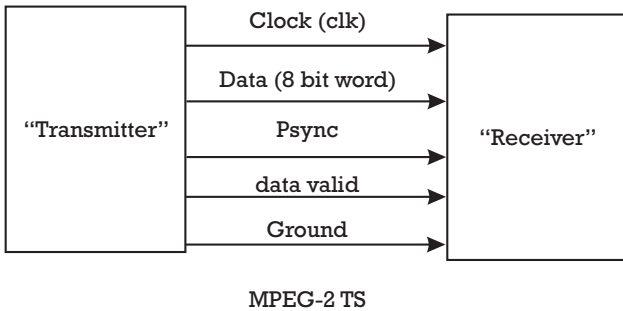 Clock (clk)
Data (8 bit word)
“Transmitter”
Psync
“Receiver”
data valid
Ground
MPEG-2 TS